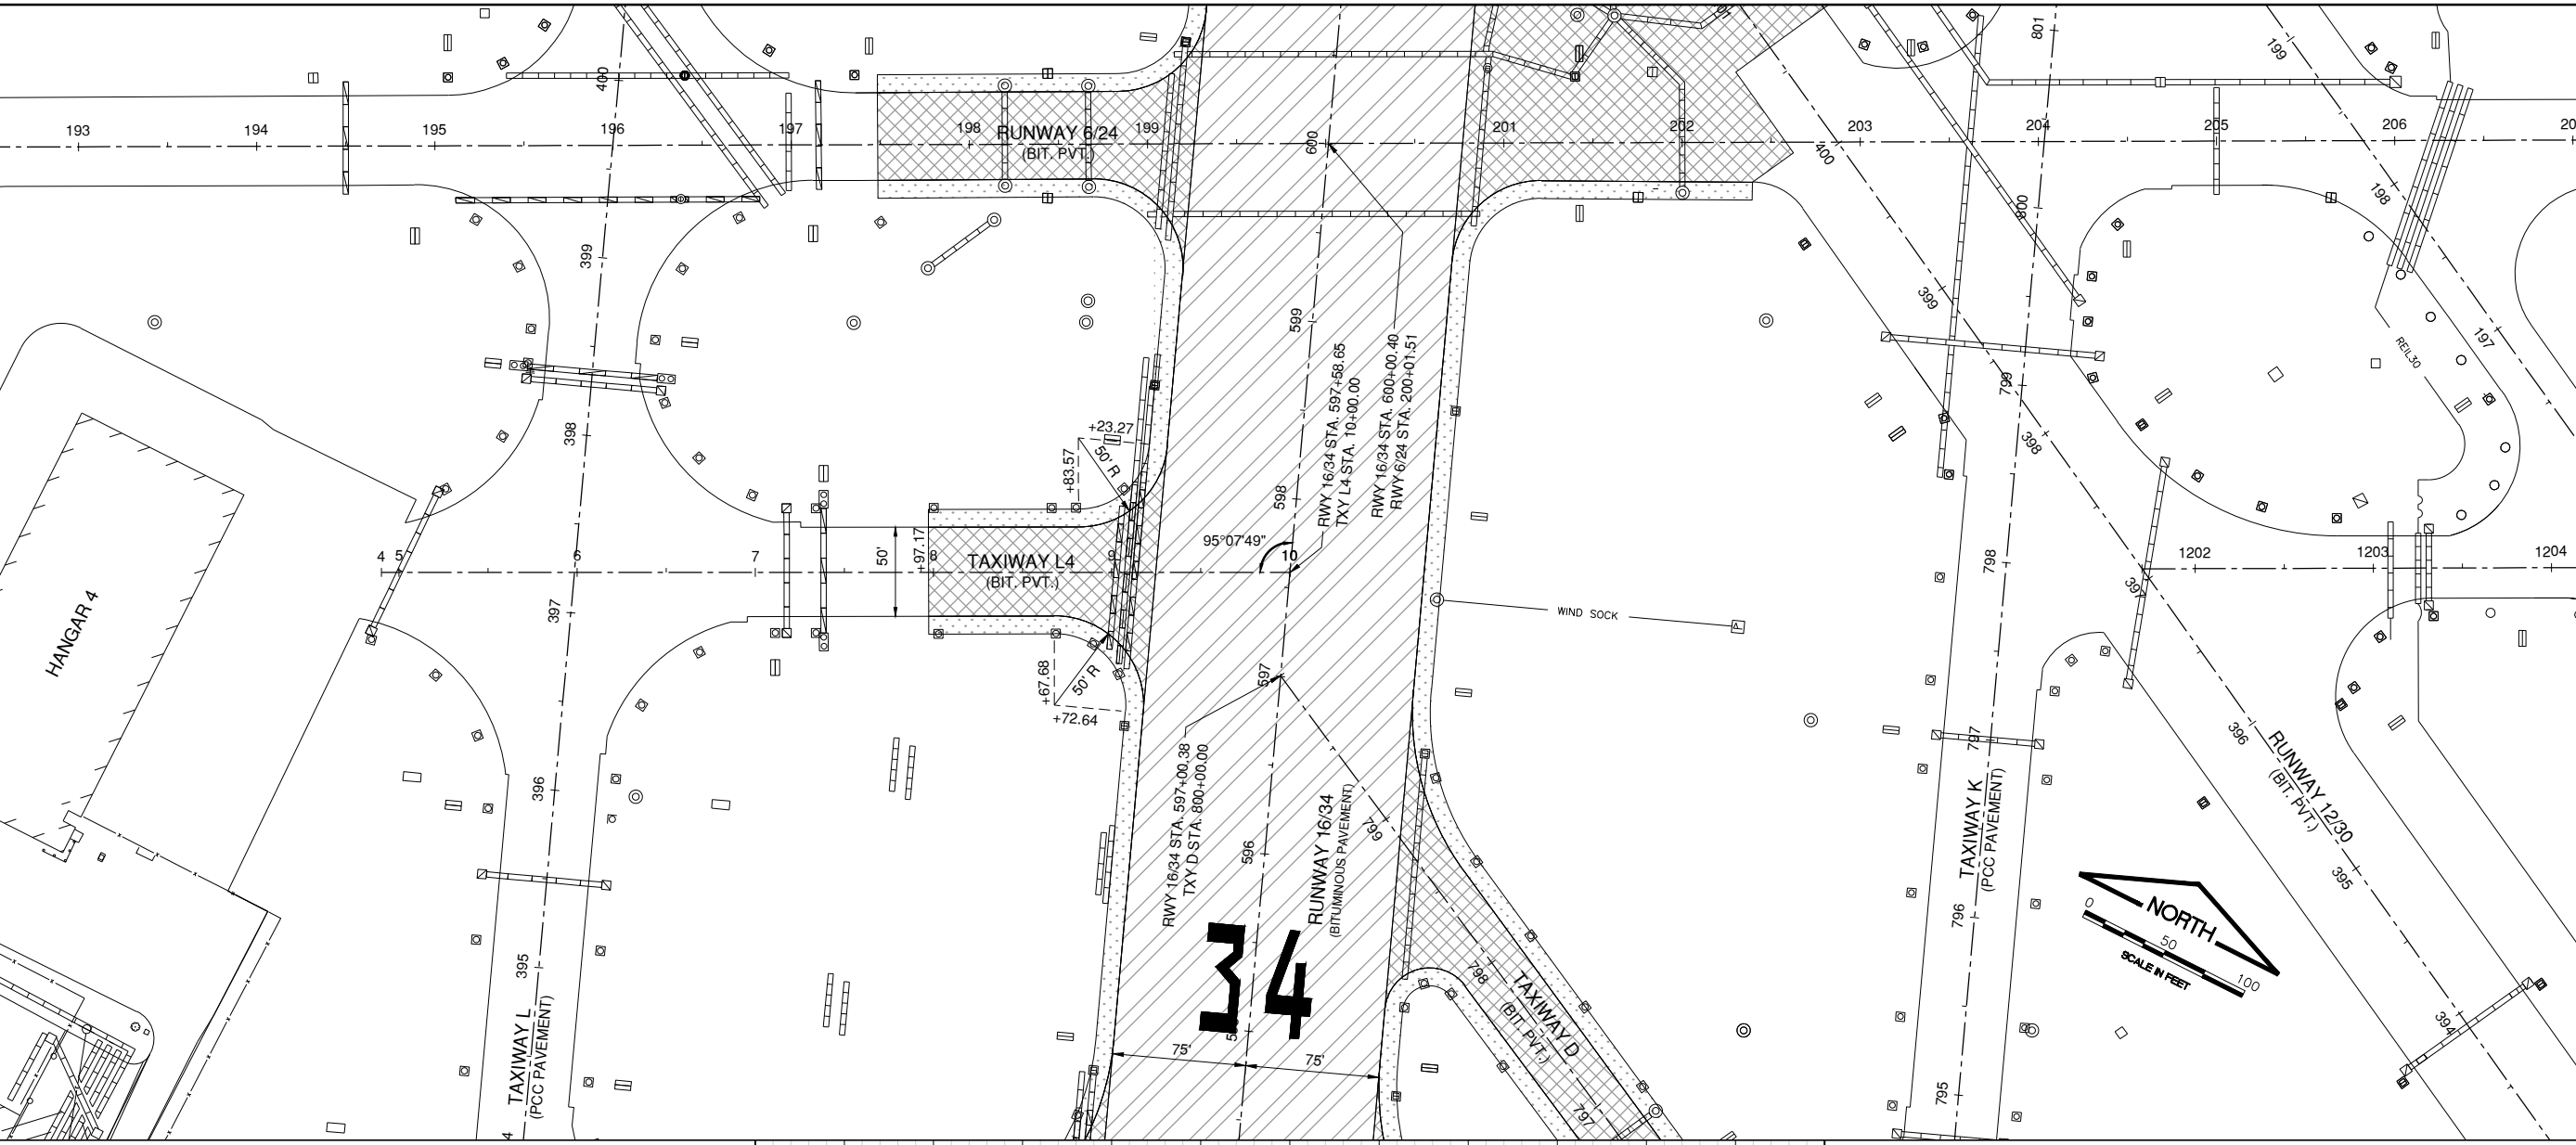 193
194
195
196
197
198
RUNWAY 6/24
(BIT. PVT.)
199
600
201
202
203
204
205
206
20
400
801
199
400
800
198
399
599
399
197
REIL30
398
799
398
+23.27
50' R
+83.57
598
RWY 16/34 STA. 597+58.65
TXY L4 STA. 10+00.00
RWY 16/34 STA. 600+00.40
RWY 6/24 STA. 200+01.51
HANGAR 4
4
5
6
7
50'
+97.17
8
TAXIWAY L4
(BIT. PVT.)
9
95°07'49"
10
798
397
1202
1203
1204
397
WIND SOCK
+67.68
50' R
+72.64
597
797
396
RUNWAY 12/30
(BIT. PVT.)
396
RWY 16/34 STA. 597+00.38
TXY D STA. 800+00.00
799
596
RUNWAY 16/34
(BITUMINOUS PAVEMENT)
TAXIWAY K
(PCC PAVEMENT)
395
796
NORTH
0
50
100
SCALE IN FEET
34
395
TAXIWAY L
(PCC PAVEMENT)
798
TAXIWAY D
(BIT. PVT.)
75'
75'
394
795
797
4